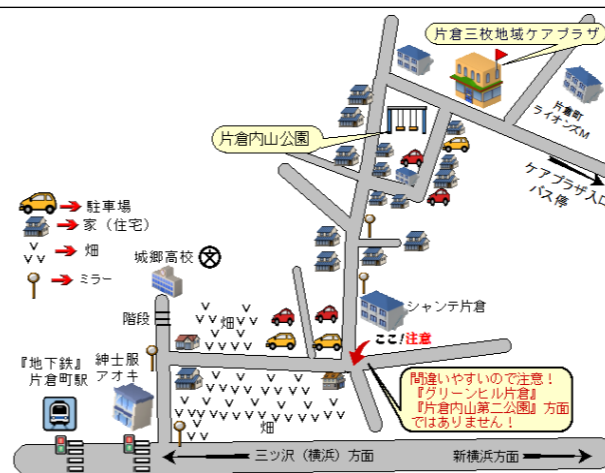 片倉三枚地域ケアプラザ
片倉町
ライオンズM
片倉内山公園
ケアプラザ入口
バス停
駐車場
家（住宅）
畑
ミラー
城郷高校
階段
畑
シャンテ片倉
ここ！注意
『地下鉄』
片倉町駅
紳士服
アオキ
間違いやすいので注意！
『グリーンヒル片倉』
『片倉内山第二公園』方面
ではありません！
畑
三ッ沢（横浜）方面
新横浜方面